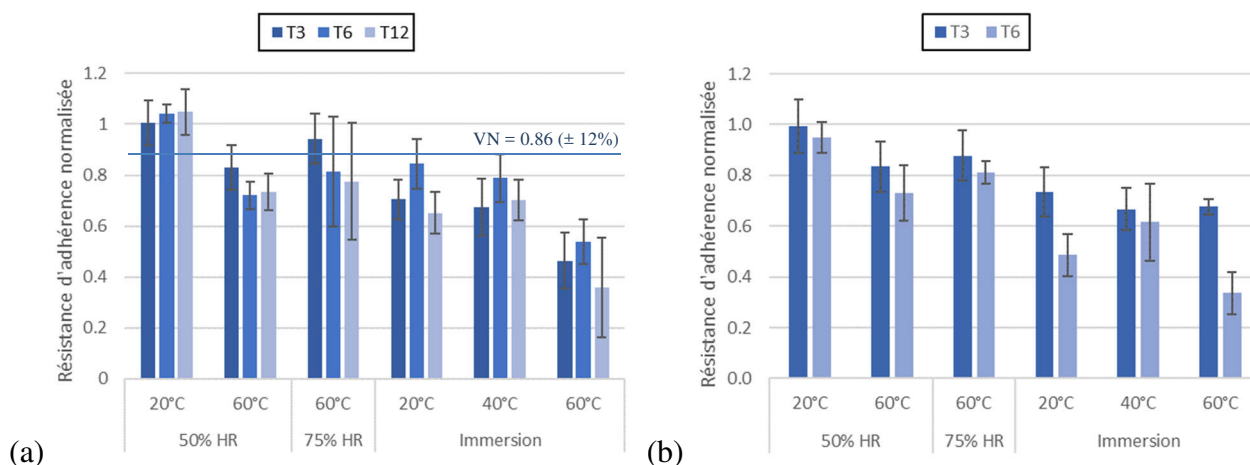 T3 T6 T12
Résistance d'adhérence normalisée
1.2
1
0.8
0.6
0.4
0.2
0
VN = 0.86 (± 12%)
20°C 60°C 60°C 20°C 40°C 60°C
50% HR 75% HR Immersion
(a)
T3 T6
Résistance d'adhérence normalisée
1.2
1.0
0.8
0.6
0.4
0.2
0.0
20°C 60°C 60°C 20°C 40°C 60°C
50% HR 75% HR Immersion
(b)